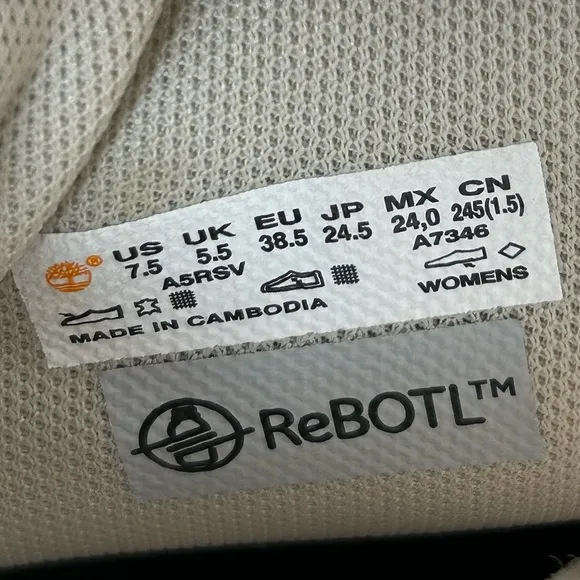 US UK EU JP MX CN
7.5 5.5 38.5 24.5 24,0 245(1.5)
A5RSV A7346
WOMENS
MADE IN CAMBODIA
ReBOTL™